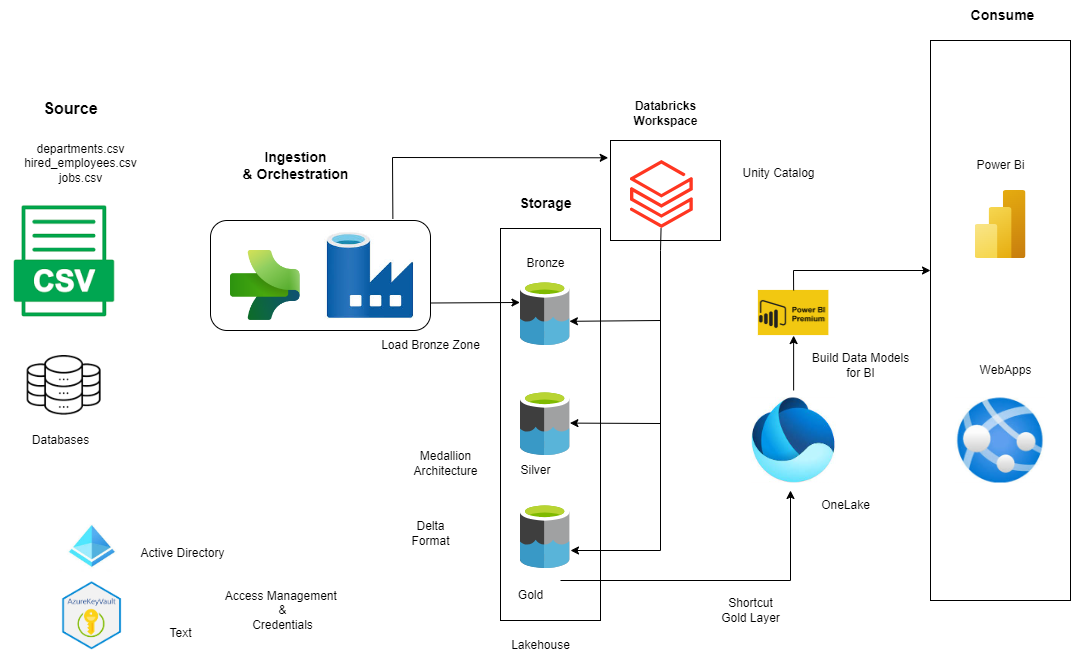 Consume
Source
departments.csv
hired_employees.csv
jobs.csv
CSV
Databases
Ingestion
& Orchestration
Load Bronze Zone
Storage
Bronze
Silver
Gold
Lakehouse
Medallion
Architecture
Delta
Format
Databricks
Workspace
Unity Catalog
Power BI
Premium
Build Data Models
for BI
OneLake
Shortcut
Gold Layer
Power Bi
WebApps
Active Directory
AzureKeyVault
Text
Access Management
&
Credentials